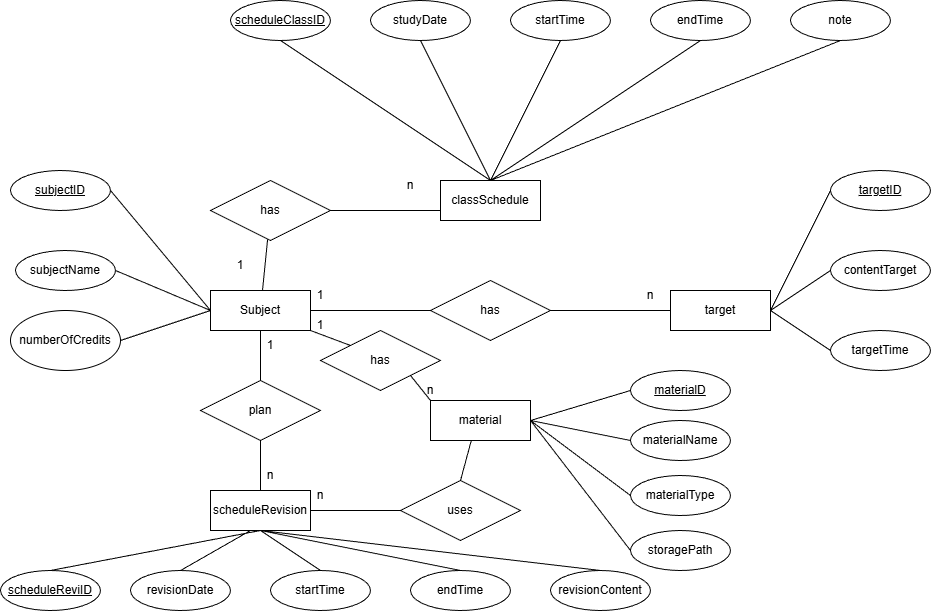 scheduleClassID
studyDate
startTime
endTime
note
n
classSchedule
has
1
subjectID
subjectName
numberOfCredits
Subject
1
has
n
target
targetID
contentTarget
targetTime
1
has
n
material
materialD
materialName
materialType
storagePath
1
plan
n
scheduleRevision
n
uses
scheduleReviID
revisionDate
startTime
endTime
revisionContent